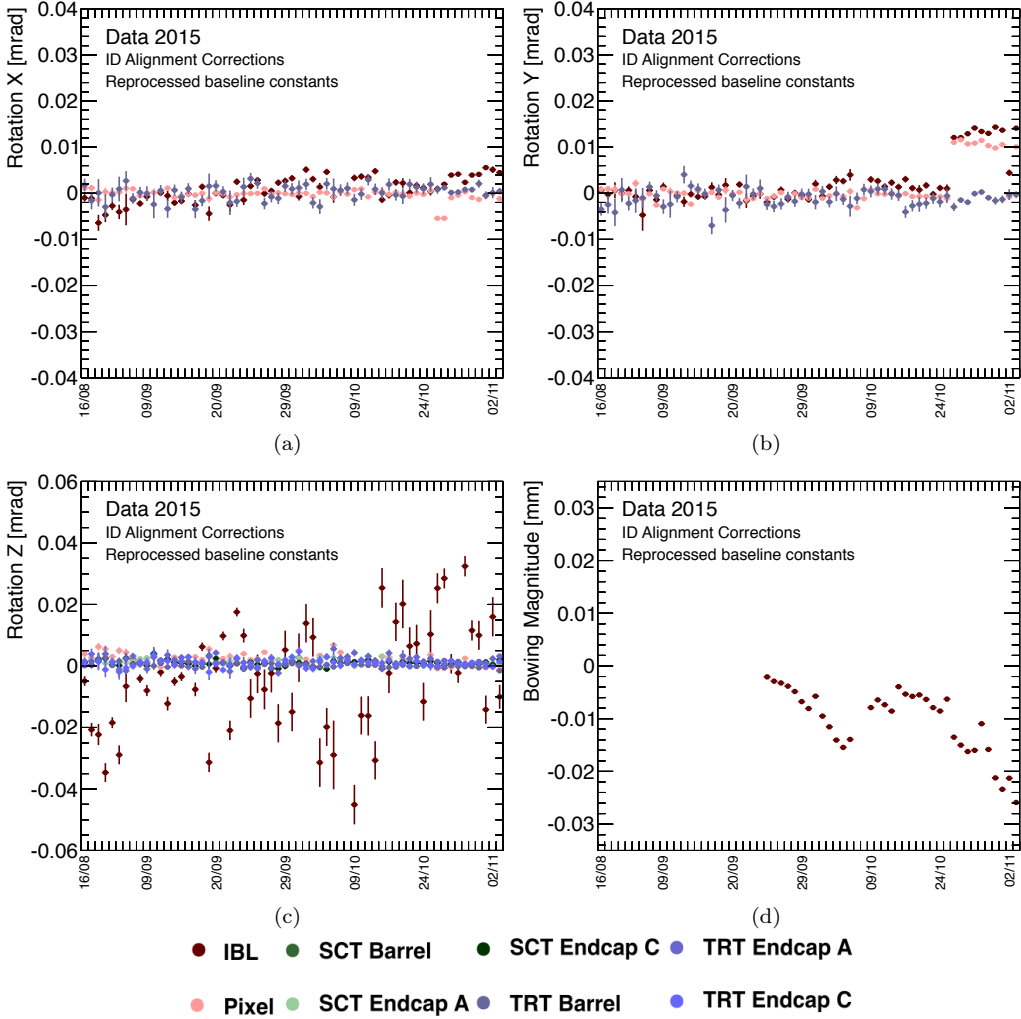 Rotation X [mrad]
0.04
0.03
0.02
0.01
0
-0.01
-0.02
-0.03
-0.04
Data 2015
ID Alignment Corrections
Reprocessed baseline constants
16/08
09/09
20/09
29/09
09/10
24/10
02/11
(a)
Rotation Y [mrad]
0.04
0.03
0.02
0.01
0
-0.01
-0.02
-0.03
-0.04
Data 2015
ID Alignment Corrections
Reprocessed baseline constants
16/08
09/09
20/09
29/09
09/10
24/10
02/11
(b)
Rotation Z [mrad]
0.06
0.04
0.02
0
-0.02
-0.04
-0.06
Data 2015
ID Alignment Corrections
Reprocessed baseline constants
16/08
09/09
20/09
29/09
09/10
24/10
02/11
(c)
Bowing Magnitude [mm]
0.03
0.02
0.01
0
-0.01
-0.02
-0.03
Data 2015
ID Alignment Corrections
Reprocessed baseline constants
16/08
09/09
20/09
29/09
09/10
24/10
02/11
(d)
IBL
SCT Barrel
SCT Endcap C
TRT Endcap A
Pixel
SCT Endcap A
TRT Barrel
TRT Endcap C